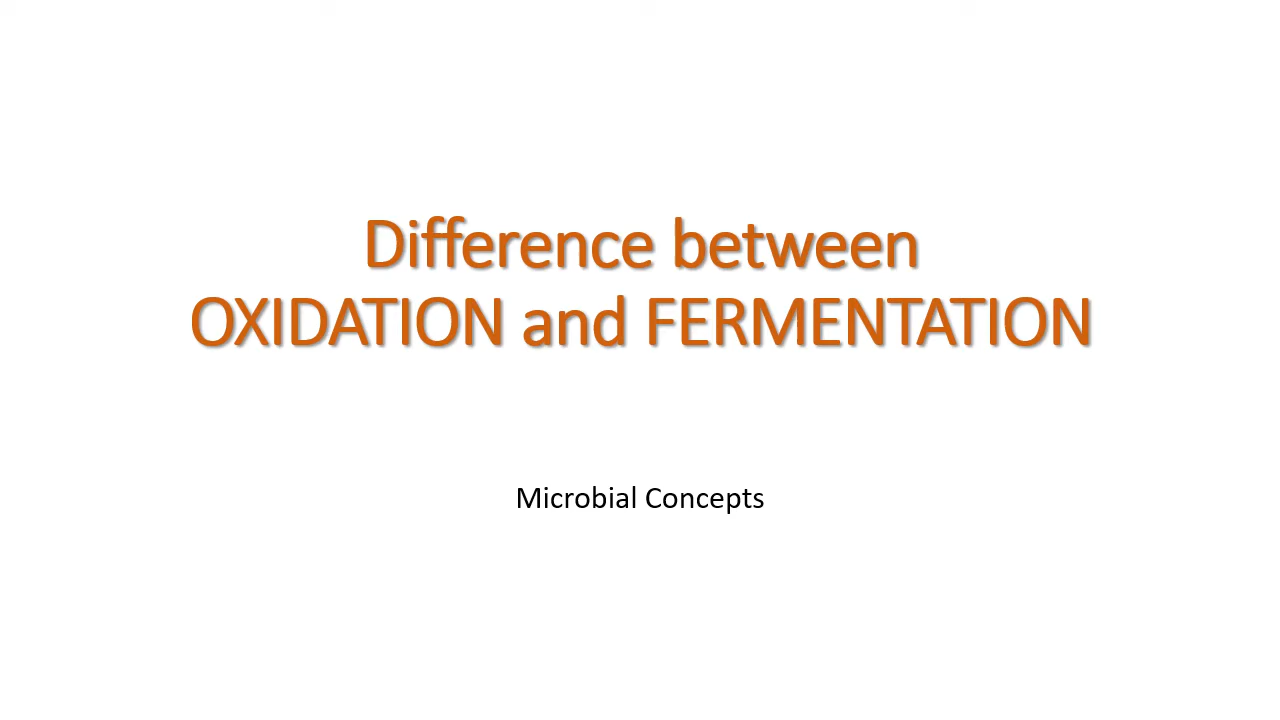 Difference between
OXIDATION and FERMENTATION
Microbial Concepts